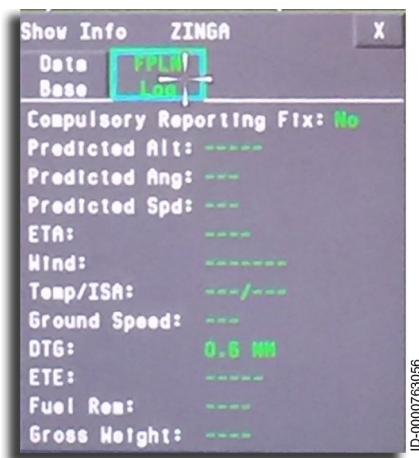 Show Info ZINGA X
Data Base
FPLN Log
Compulsory Reporting Fix: No
Predicted Alt: -----
Predicted Ang: ---
Predicted Spd: ---
ETA: ----
Wind: -------
Temp/ISA: ---/---
Ground Speed: ---
DTG: 0.6 NM
ETE: -----
Fuel Rem: ----
Gross Weight: ----
ID-0000763056